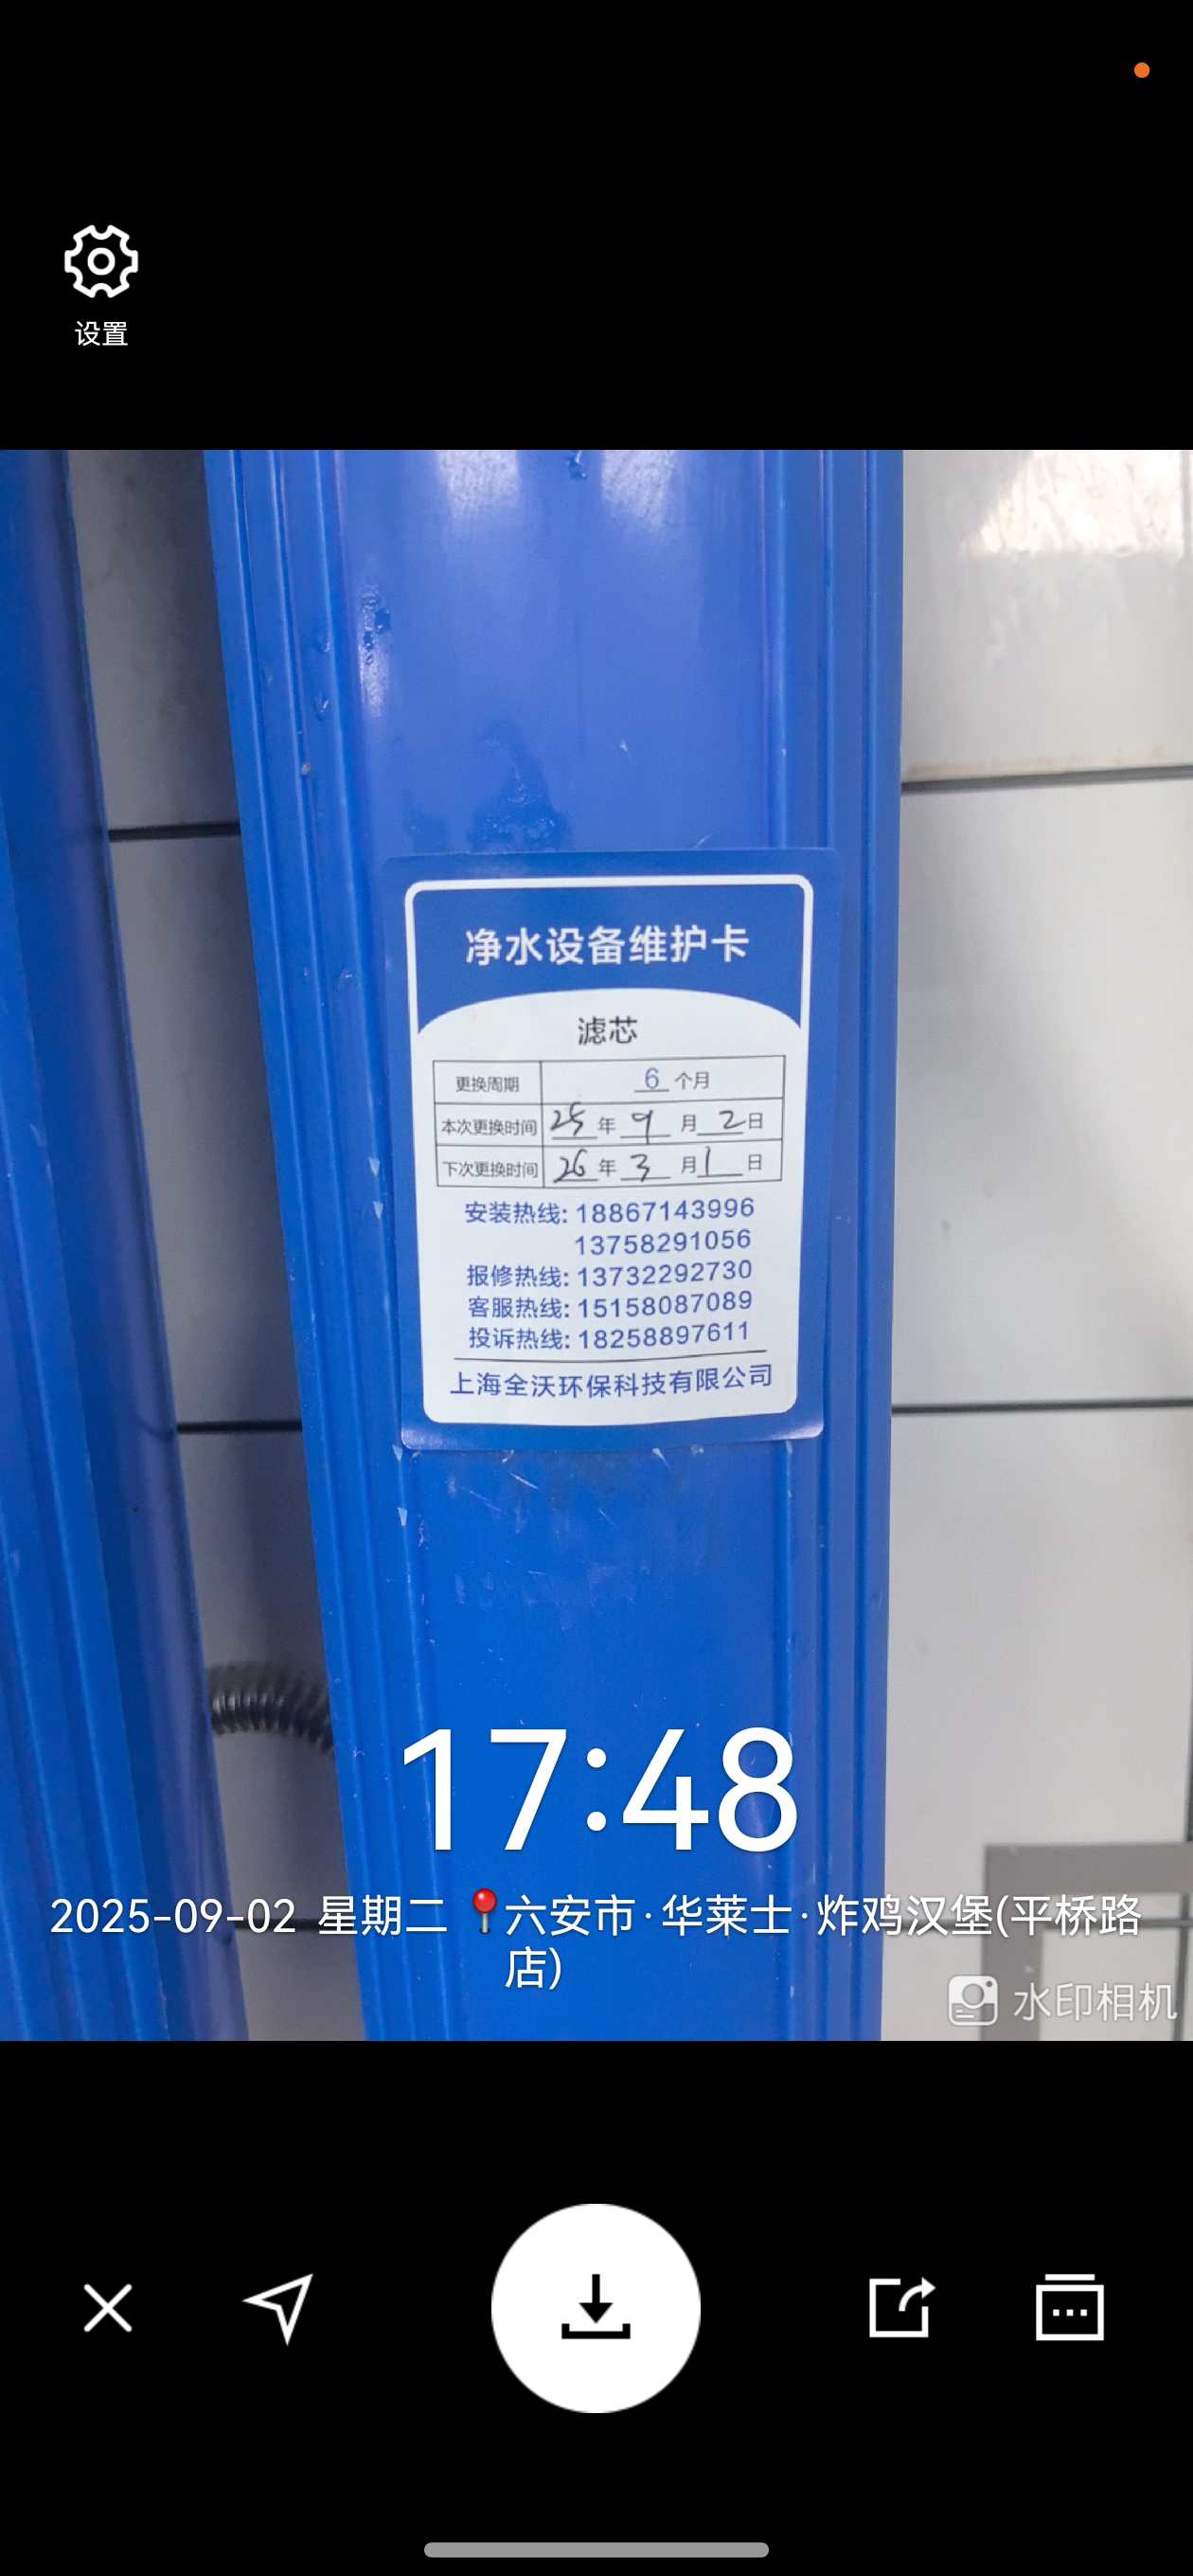 设置
净水设备维护卡
滤芯
更换周期 6 个月
本次更换时间 25 年 9 月 2 日
下次更换时间 26 年 3 月 1 日
安装热线: 18867143996
13758291056
报修热线: 13732292730
客服热线: 15158087089
投诉热线: 18258897611
上海全沃环保科技有限公司
17:48
2025-09-02 星期二 六安市·华莱士·炸鸡汉堡(平桥路
店)
水印相机